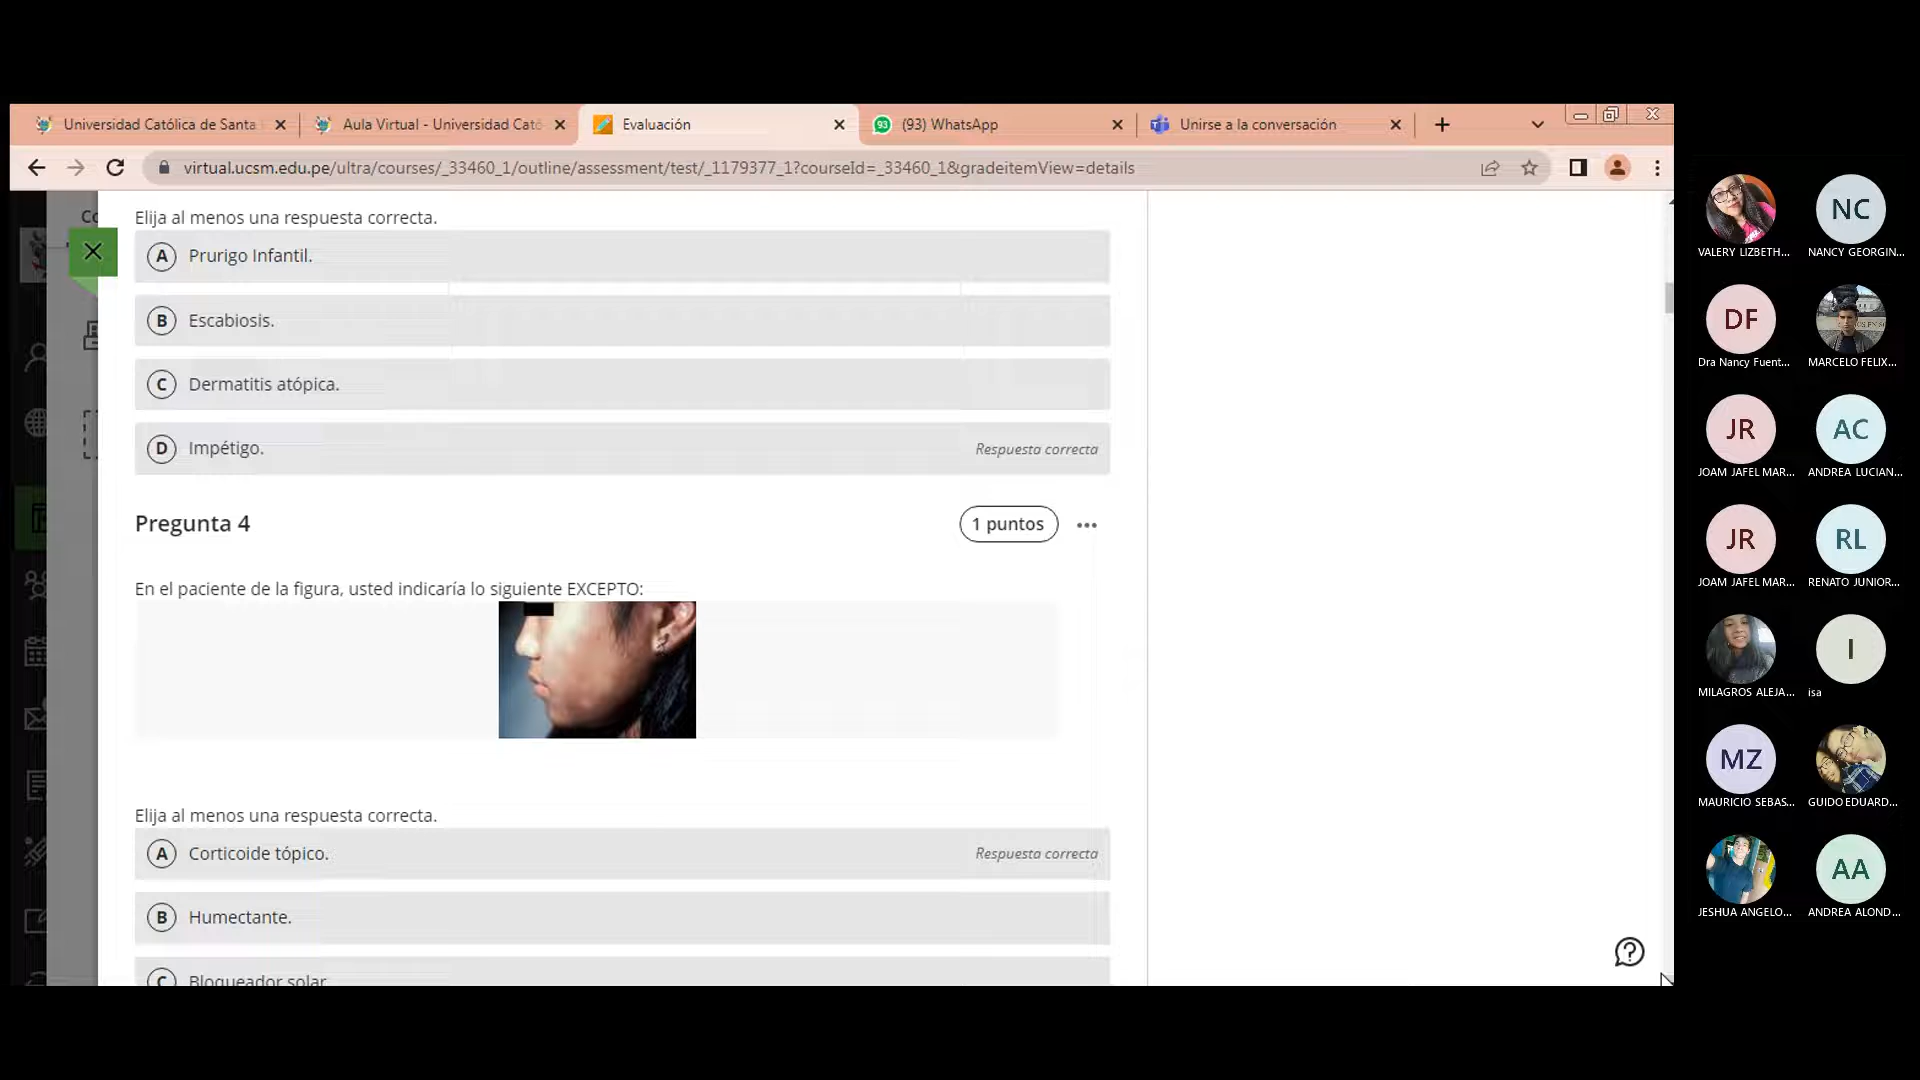 Universidad Católica de Santa
Aula Virtual - Universidad Cató
Evaluación
(93) WhatsApp
Unirse a la conversación
virtual.ucsm.edu.pe/ultra/courses/_33460_1/outline/assessment/test/_1179377_1?courseId=_33460_1&gradeitemView=details
Co
Elija al menos una respuesta correcta.
A Prurigo Infantil.
B Escabiosis.
C Dermatitis atópica.
D Impétigo. Respuesta correcta
Pregunta 4
1 puntos
En el paciente de la figura, usted indicaría lo siguiente EXCEPTO:
Elija al menos una respuesta correcta.
A Corticoide tópico. Respuesta correcta
B Humectante.
C Bloqueador solar
NC
VALERY LIZBETH... NANCY GEORGIN...
DF
Dra Nancy Fuent... MARCELO FELIX...
JR AC
JOAM JAFEL MAR... ANDREA LUCIAN...
JR RL
JOAM JAFEL MAR... RENATO JUNIOR...
I
MILAGROS ALEJA... isa
MZ
MAURICIO SEBAS... GUIDO EDUARD...
AA
JESHUA ANGELO... ANDREA ALOND...